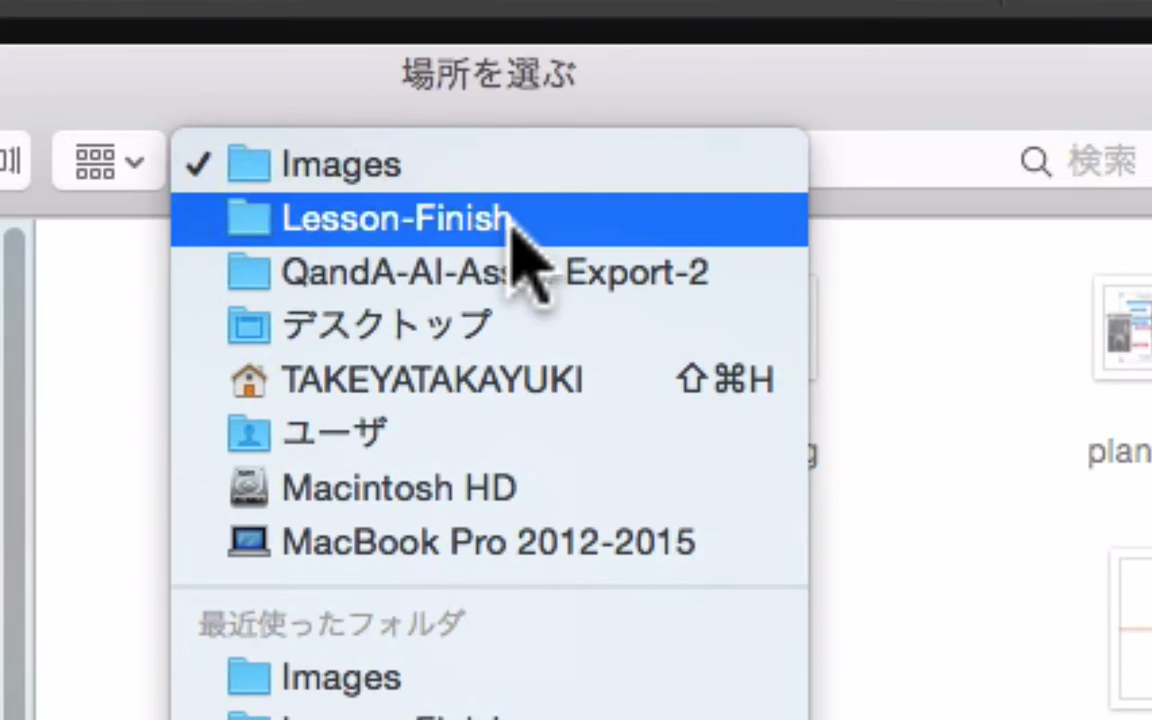 場所を選ぶ
Images
検索
Lesson-Finish
QandA-AI-Ass Export-2
デスクトップ
TAKEYATAKAYUKI ⇧⌘H
ユーザ
g
plan
Macintosh HD
MacBook Pro 2012-2015
最近使ったフォルダ
Images